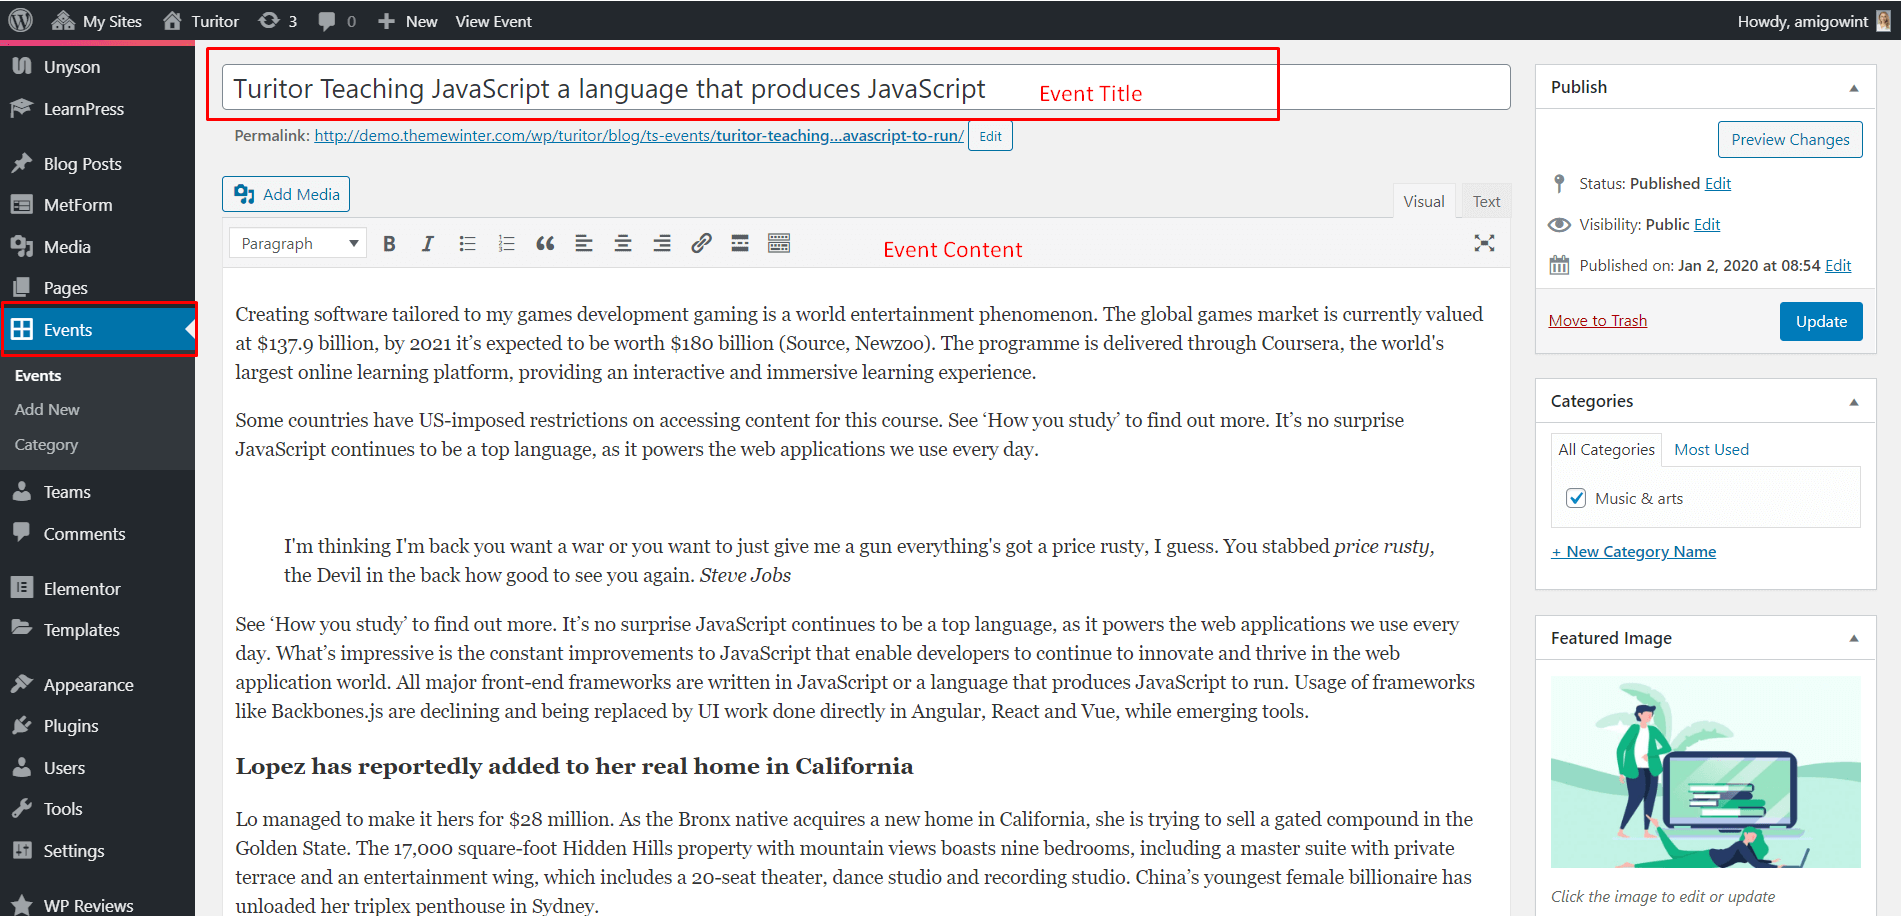 My Sites Turitor 3 0 New View Event Howdy, amigowint
Unyson
LearnPress
Blog Posts
MetForm
Media
Pages
Events
Events
Add New
Category
Teams
Comments
Elementor
Templates
Appearance
Plugins
Users
Tools
Settings
WP Reviews
Turitor Teaching JavaScript a language that produces JavaScript Event Title
Permalink: http://demo.themewinter.com/wp/turitor/blog/ts-events/turitor-teaching...avascript-to-run/ Edit
Add Media
Visual Text
Paragraph B I Event Content
Creating software tailored to my games development gaming is a world entertainment phenomenon. The global games market is currently valued
at $137.9 billion, by 2021 it’s expected to be worth $180 billion (Source, Newzoo). The programme is delivered through Coursera, the world's
largest online learning platform, providing an interactive and immersive learning experience.
Some countries have US-imposed restrictions on accessing content for this course. See ‘How you study’ to find out more. It’s no surprise
JavaScript continues to be a top language, as it powers the web applications we use every day.
I'm thinking I'm back you want a war or you want to just give me a gun everything's got a price rusty, I guess. You stabbed price rusty,
the Devil in the back how good to see you again. Steve Jobs
See ‘How you study’ to find out more. It’s no surprise JavaScript continues to be a top language, as it powers the web applications we use every
day. What’s impressive is the constant improvements to JavaScript that enable developers to continue to innovate and thrive in the web
application world. All major front-end frameworks are written in JavaScript or a language that produces JavaScript to run. Usage of frameworks
like Backbones.js are declining and being replaced by UI work done directly in Angular, React and Vue, while emerging tools.
Lopez has reportedly added to her real home in California
Lo managed to make it hers for $28 million. As the Bronx native acquires a new home in California, she is trying to sell a gated compound in the
Golden State. The 17,000 square-foot Hidden Hills property with mountain views boasts nine bedrooms, including a master suite with private
terrace and an entertainment wing, which includes a 20-seat theater, dance studio and recording studio. China’s youngest female billionaire has
unloaded her triplex penthouse in Sydney.
Publish
Preview Changes
Status: Published Edit
Visibility: Public Edit
Published on: Jan 2, 2020 at 08:54 Edit
Move to Trash Update
Categories
All Categories Most Used
Music & arts
+ New Category Name
Featured Image
Click the image to edit or update